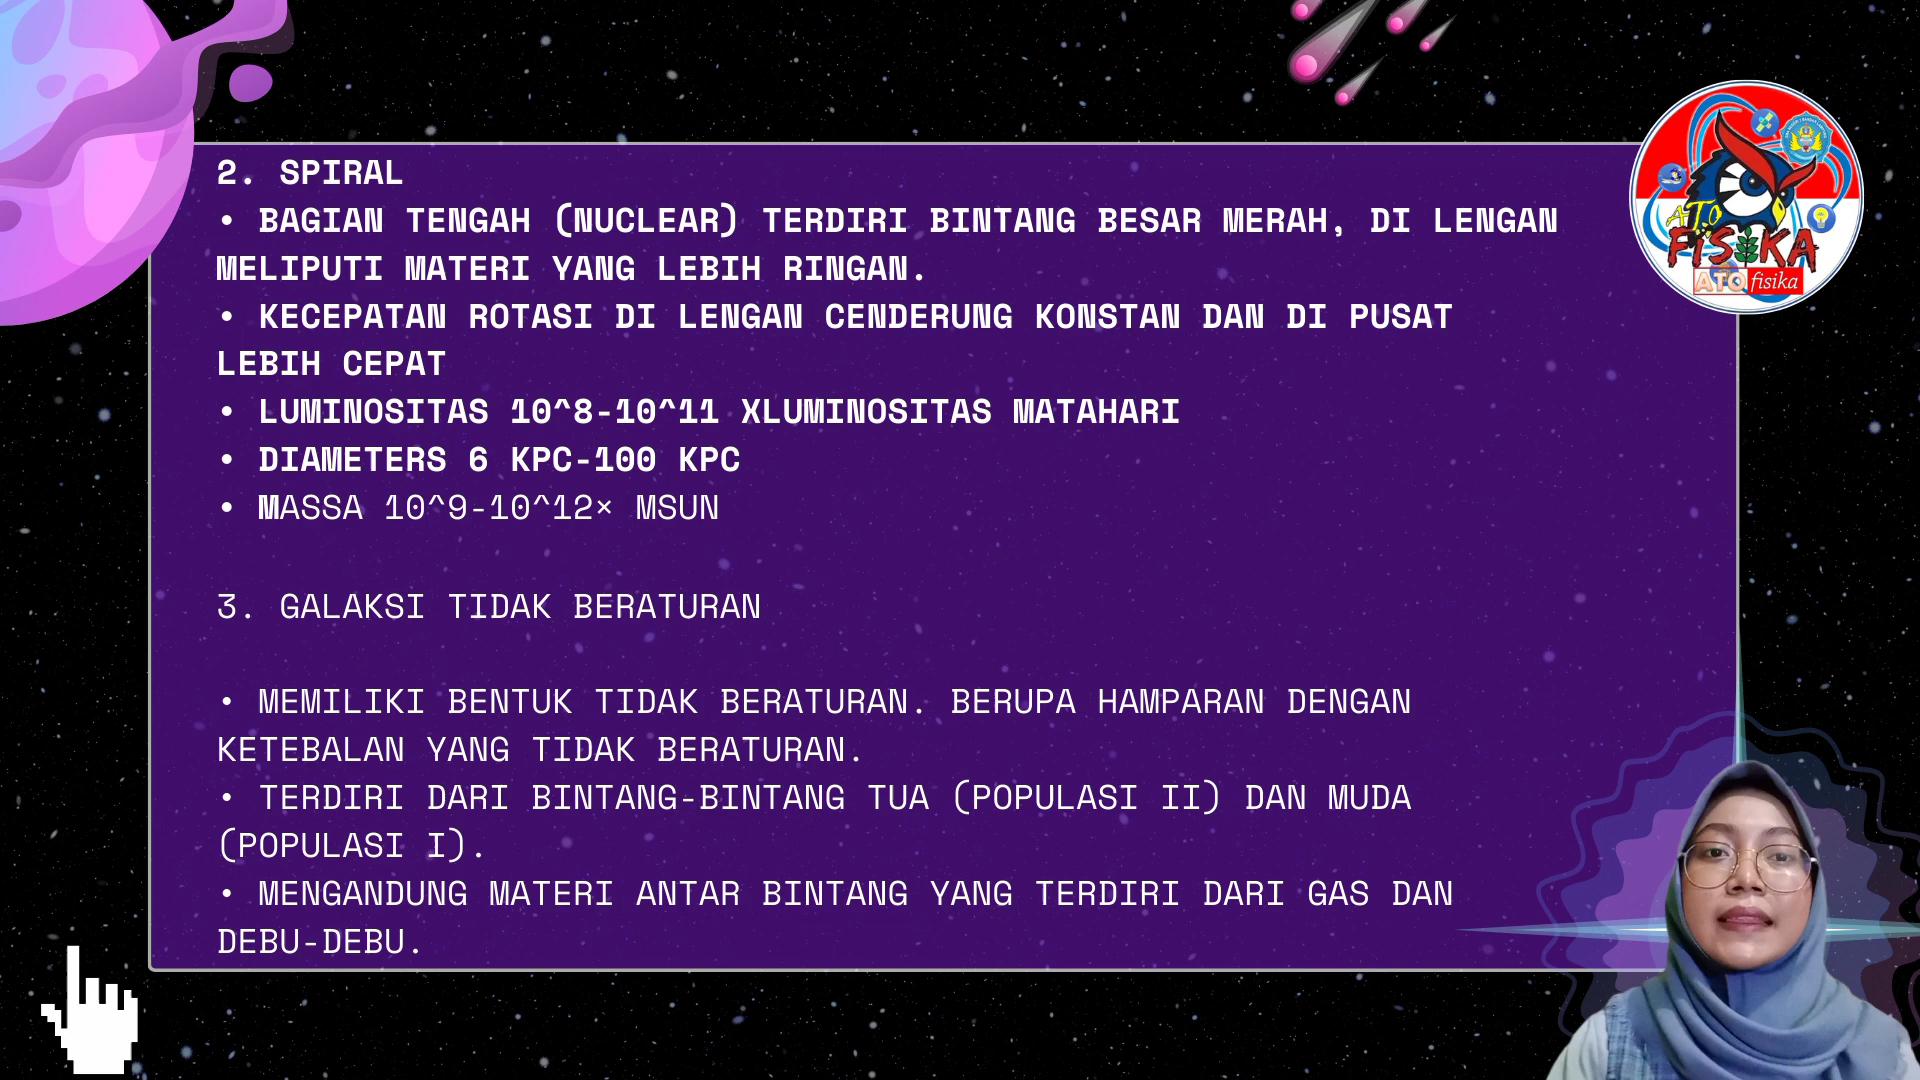 2. SPIRAL
• BAGIAN TENGAH (NUCLEAR) TERDIRI BINTANG BESAR MERAH, DI LENGAN
MELIPUTI MATERI YANG LEBIH RINGAN.
• KECEPATAN ROTASI DI LENGAN CENDERUNG KONSTAN DAN DI PUSAT
LEBIH CEPAT
• LUMINOSITAS 10^8-10^11 XLUMINOSITAS MATAHARI
• DIAMETERS 6 KPC-100 KPC
• MASSA 10^9-10^12× MSUN
3. GALAKSI TIDAK BERATURAN
• MEMILIKI BENTUK TIDAK BERATURAN. BERUPA HAMPARAN DENGAN
KETEBALAN YANG TIDAK BERATURAN.
• TERDIRI DARI BINTANG-BINTANG TUA (POPULASI II) DAN MUDA
(POPULASI I).
• MENGANDUNG MATERI ANTAR BINTANG YANG TERDIRI DARI GAS DAN
DEBU-DEBU.
ATO
FISIKA
ATO fisika